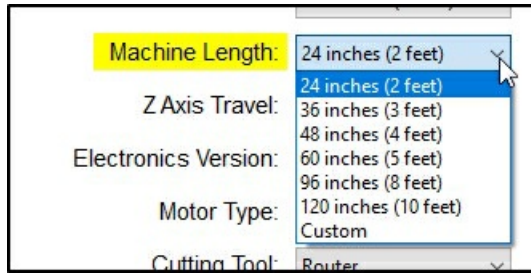 Machine Length: 24 inches (2 feet)
24 inches (2 feet)
Z Axis Travel: 36 inches (3 feet)
48 inches (4 feet)
Electronics Version: 60 inches (5 feet)
96 inches (8 feet)
Motor Type: 120 inches (10 feet)
Custom
Cutting Tool: Router